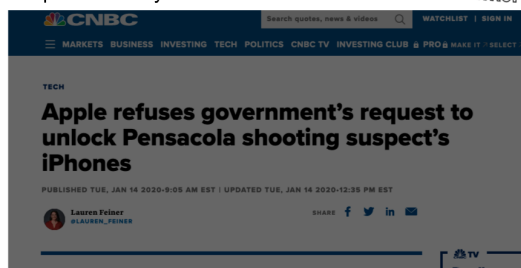 CNBC
Search quotes, news & videos
WATCHLIST | SIGN IN
MARKETS BUSINESS INVESTING TECH POLITICS CNBC TV INVESTING CLUB PRO MAKE IT SELECT
TECH
Apple refuses government’s request to
unlock Pensacola shooting suspect’s
iPhones
PUBLISHED TUE, JAN 14 2020•9:05 AM EST | UPDATED TUE, JAN 14 2020•12:35 PM EST
Lauren Feiner
@LAUREN_FEINER
SHARE
TV